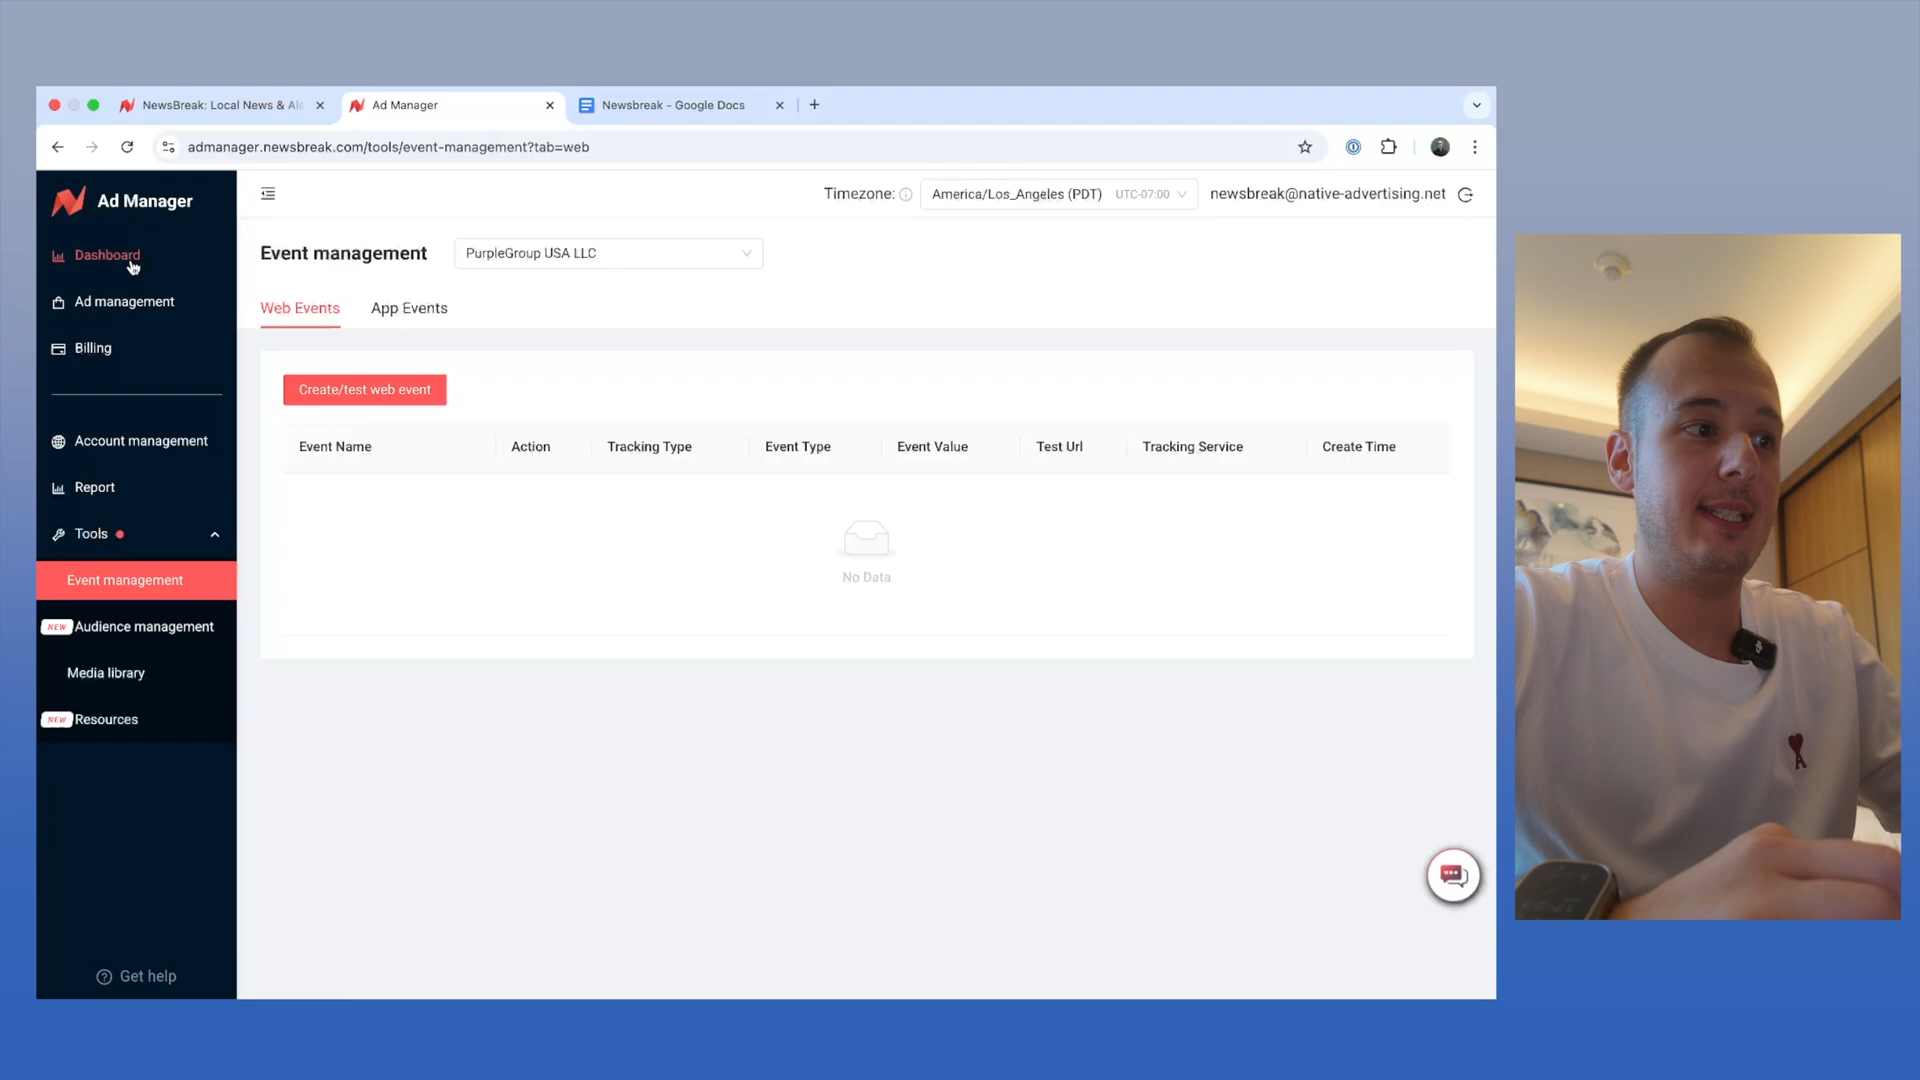 NewsBreak: Local News & Ale
Ad Manager
Newsbreak - Google Docs
admanager.newsbreak.com/tools/event-management?tab=web
Ad Manager
Timezone:
America/Los_Angeles (PDT)
UTC-07:00
newsbreak@native-advertising.net
Dashboard
Ad management
Billing
Account management
Report
Tools
Event management
NEW Audience management
Media library
NEW Resources
Get help
Event management
PurpleGroup USA LLC
Web Events
App Events
Create/test web event
Event Name
Action
Tracking Type
Event Type
Event Value
Test Url
Tracking Service
Create Time
No Data
A